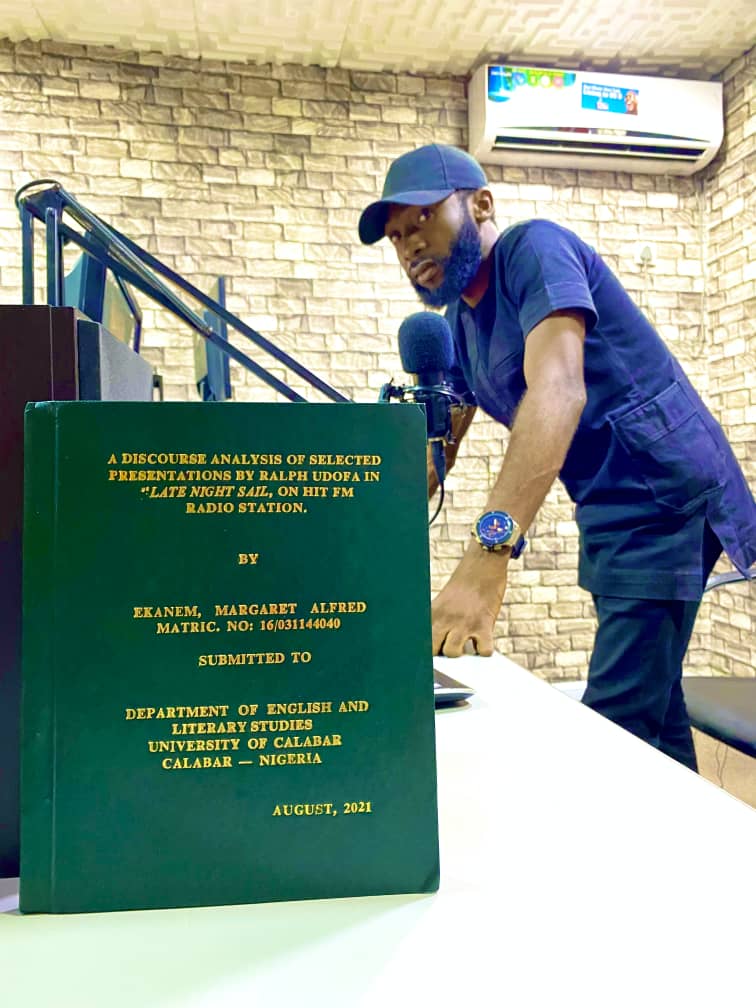 A DISCOURSE ANALYSIS OF SELECTED
PRESENTATIONS BY RALPH UDOFA IN
"LATE NIGHT SAIL, ON HIT FM
RADIO STATION.
BY
EKANEM, MARGARET ALFRED
MATRIC. NO: 16/031144040
SUBMITTED TO
DEPARTMENT OF ENGLISH AND
LITERARY STUDIES
UNIVERSITY OF CALABAR
CALABAR — NIGERIA
AUGUST, 2021